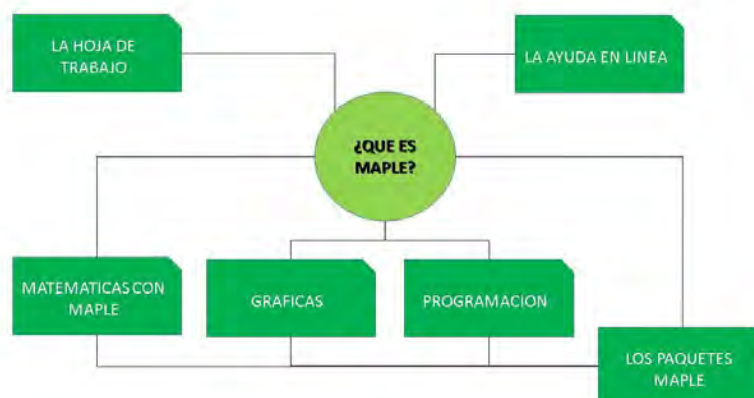 LA HOJA DE
TRABAJO
LA AYUDA EN LINEA
¿QUE ES
MAPLE?
MATEMATICAS CON
MAPLE
GRAFICAS
PROGRAMACION
LOS PAQUETES
MAPLE